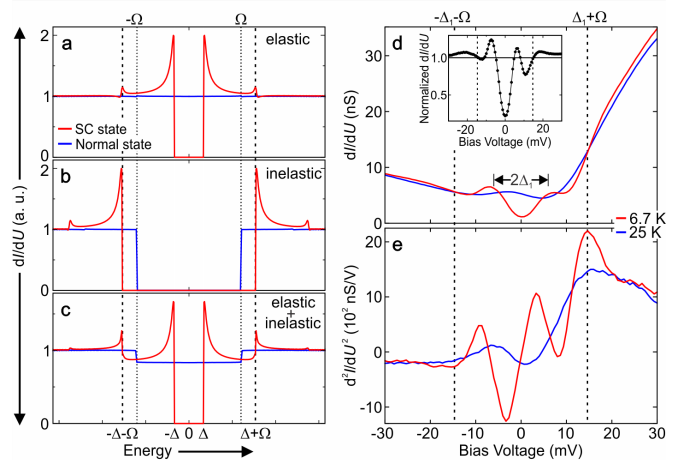 -Ω Ω
a elastic
2
1
0
SC state
Normal state
b inelastic
2
1
0
c elastic
+
inelastic
2
1
0
-Δ-Ω -Δ 0 Δ Δ+Ω
Energy
dI/dU (a. u.)
-Δ₁-Ω Δ₁+Ω
d
Normalized dI/dU
1.0
0.5
-20 0 20
Bias Voltage (mV)
dI/dU (nS)
30
20
10
0
2Δ₁
6.7 K
25 K
e
d²I/dU² (10² nS/V)
20
10
0
-10
-30 -20 -10 0 10 20 30
Bias Voltage (mV)